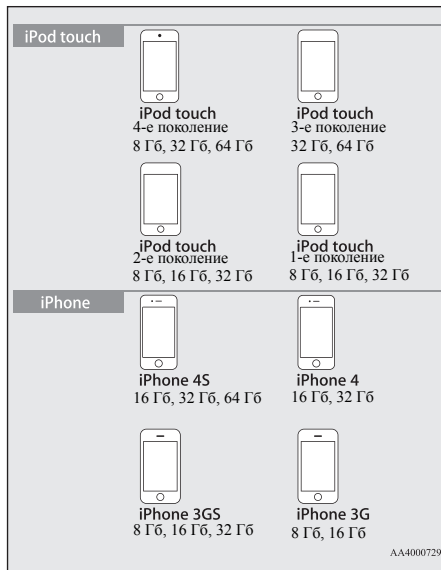 iPod touch
iPod touch
4-е поколение
8 Гб, 32 Гб, 64 Гб
iPod touch
3-е поколение
32 Гб, 64 Гб
iPod touch
2-е поколение
8 Гб, 16 Гб, 32 Гб
iPod touch
1-е поколение
8 Гб, 16 Гб, 32 Гб
iPhone
iPhone 4S
16 Гб, 32 Гб, 64 Гб
iPhone 4
16 Гб, 32 Гб
iPhone 3GS
8 Гб, 16 Гб, 32 Гб
iPhone 3G
8 Гб, 16 Гб
AA4000729